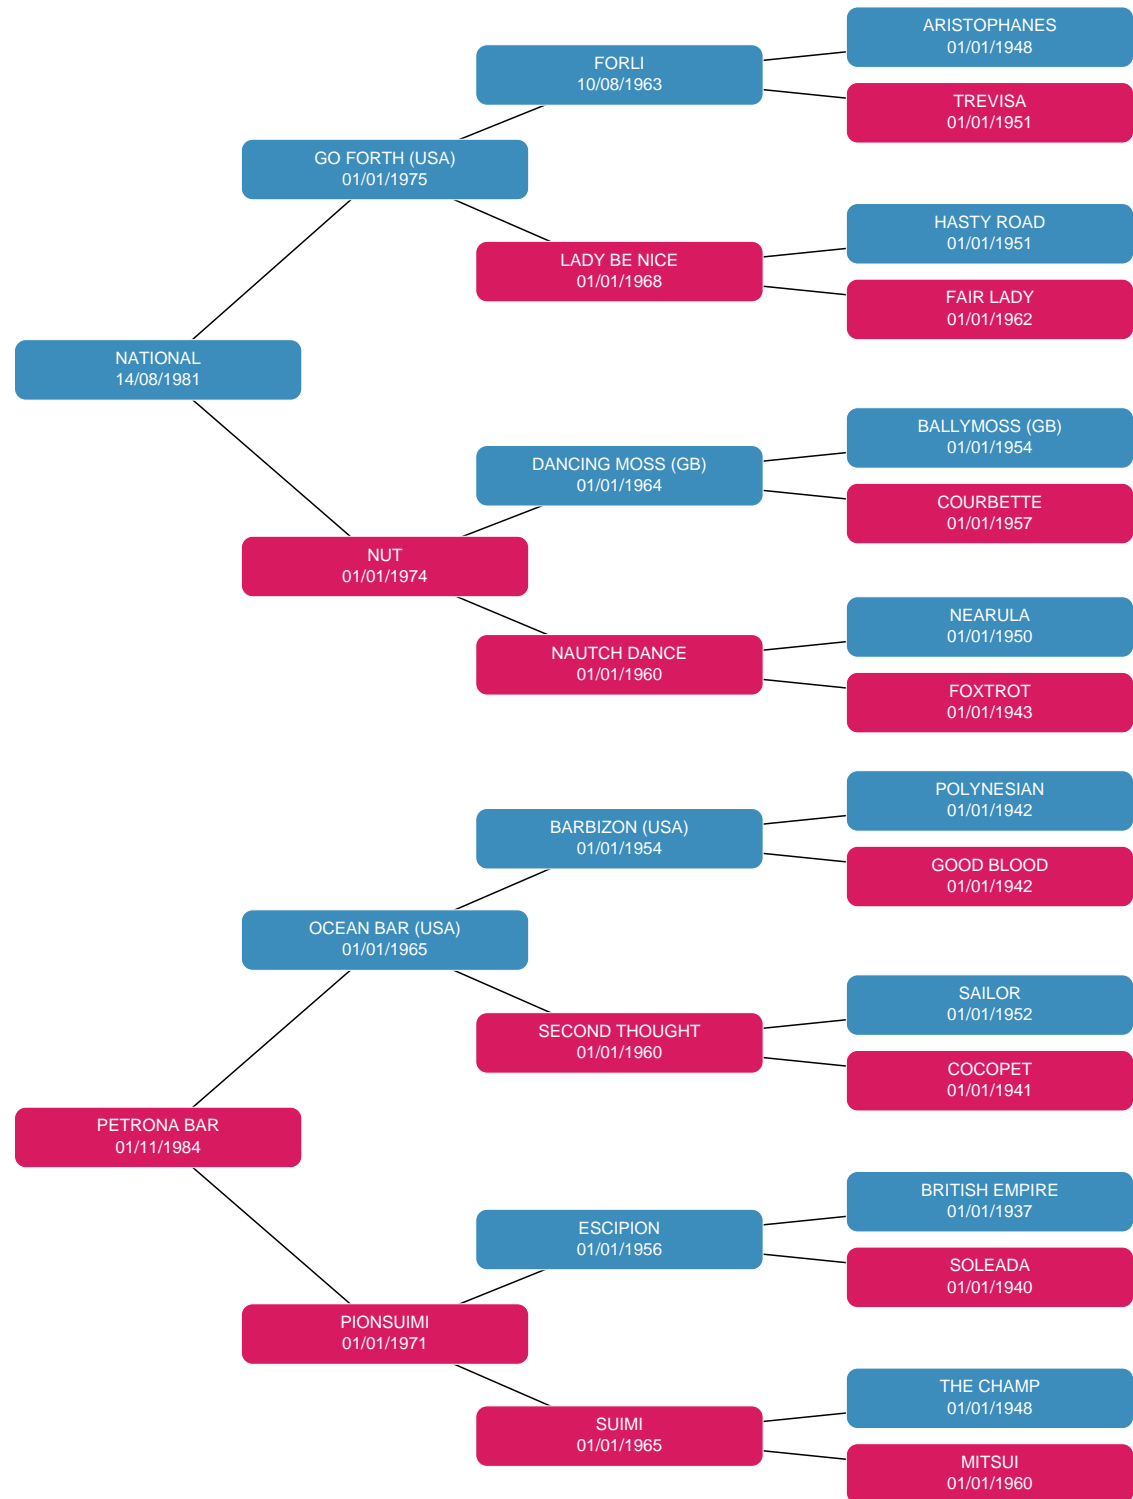 ARISTOPHANES
01/01/1948
FORLI
10/08/1963
TREVISA
01/01/1951
GO FORTH (USA)
01/01/1975
HASTY ROAD
01/01/1951
LADY BE NICE
01/01/1968
FAIR LADY
01/01/1962
NATIONAL
14/08/1981
BALLYMOSS (GB)
01/01/1954
DANCING MOSS (GB)
01/01/1964
COURBETTE
01/01/1957
NUT
01/01/1974
NEARULA
01/01/1950
NAUTCH DANCE
01/01/1960
FOXTROT
01/01/1943
POLYNESIAN
01/01/1942
BARBIZON (USA)
01/01/1954
GOOD BLOOD
01/01/1942
OCEAN BAR (USA)
01/01/1965
SAILOR
01/01/1952
SECOND THOUGHT
01/01/1960
COCOPET
01/01/1941
PETRONA BAR
01/11/1984
BRITISH EMPIRE
01/01/1937
ESCIPION
01/01/1956
SOLEADA
01/01/1940
PIONSUIMI
01/01/1971
THE CHAMP
01/01/1948
SUIMI
01/01/1965
MITSUI
01/01/1960